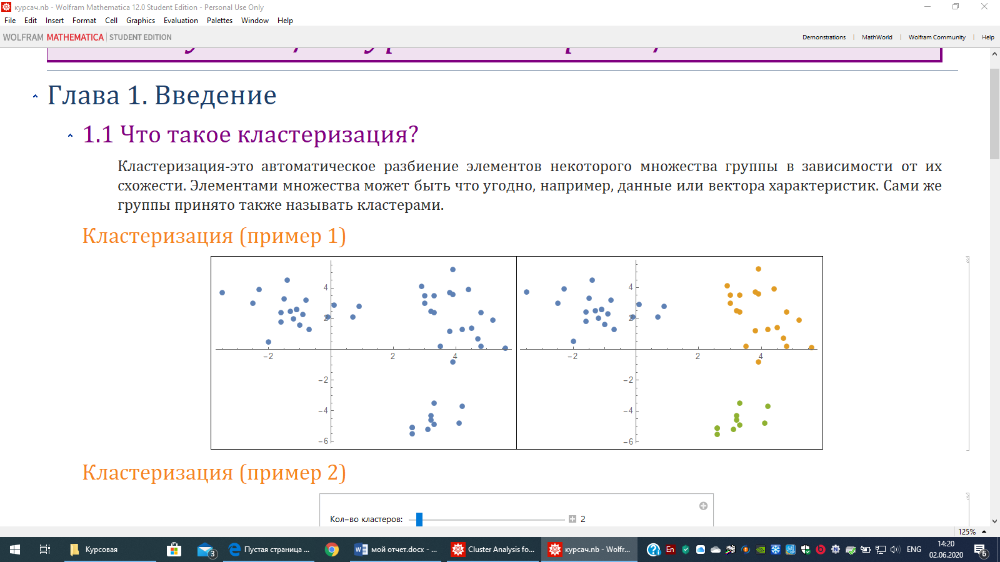 курсач.nb - Wolfram Mathematica 12.0 Student Edition - Personal Use Only
File Edit Insert Format Cell Graphics Evaluation Palettes Window Help
WOLFRAM MATHEMATICA STUDENT EDITION Demonstrations MathWorld Wolfram Community Help
Глава 1. Введение
1.1 Что такое кластеризация?
Кластеризация-это автоматическое разбиение элементов некоторого множества группы в зависимости от их
схожести. Элементами множества может быть что угодно, например, данные или вектора характеристик. Сами же
группы принято также называть кластерами.
Кластеризация (пример 1)
4 4
2 2
-2 2 4 -2 2 4
-2 -2
-4 -4
-6 -6
Кластеризация (пример 2)
Кол-во кластеров: 2
125%
Курсовая 3 Пустая страница ... мой отчет.docx - ... Cluster Analysis fo... курсач.nb - Wolfr... En ENG 14:20
02.06.2020 6